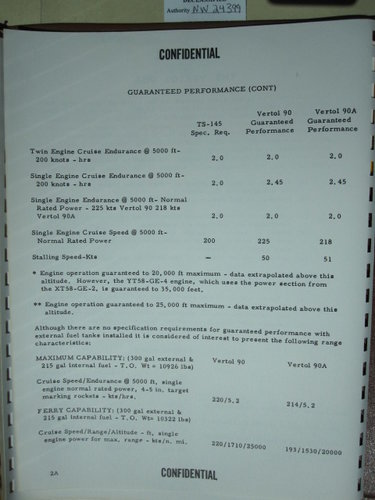 DECLASSIFIED
Authority NW 24399
CONFIDENTIAL
GUARANTEED PERFORMANCE (CONT)
TS-145 Spec. Req.
Vertol 90 Guaranteed Performance
Vertol 90A Guaranteed Performance
Twin Engine Cruise Endurance @ 5000 ft-
200 knots - hrs 2.0 2.0 2.0
Single Engine Cruise Endurance @ 5000 ft-
200 knots - hrs 2.0 2.45 2.45
Single Engine Endurance @ 5000 ft- Normal
Rated Power - 225 kts Vertol 90 218 kts
Vertol 90A 2.0 2.0 2.0
Single Engine Cruise Speed @ 5000 ft-
Normal Rated Power 200 225 218
Stalling Speed-Kts — 50 51
* Engine operation guaranteed to 20,000 ft maximum - data extrapolated above this
altitude. However, the YT58-GE-4 engine, which uses the power section from
the XT58-GE-2, is guaranteed to 35,000 feet.
** Engine operation guaranteed to 25,000 ft maximum - data extrapolated above this
altitude.
Although there are no specification requirements for guaranteed performance with
external fuel tanks installed it is considered of interest to present the following range
characteristics:
MAXIMUM CAPABILITY: (300 gal external & Vertol 90 Vertol 90A
215 gal internal fuel - T.O. Wt = 10926 lbs)
Cruise Speed/Endurance @ 5000 ft, single
engine normal rated power, 4-5 in. target
marking rockets - kts/hrs. 220/5.2 214/5.2
FERRY CAPABILITY: (300 gal external &
215 gal internal fuel - T.O. Wt= 10322 lbs)
Cruise Speed/Range/Altitude - ft, single
engine power for max. range - kts/n. mi. 220/1710/25000 193/1530/20000
2A
CONFIDENTIAL